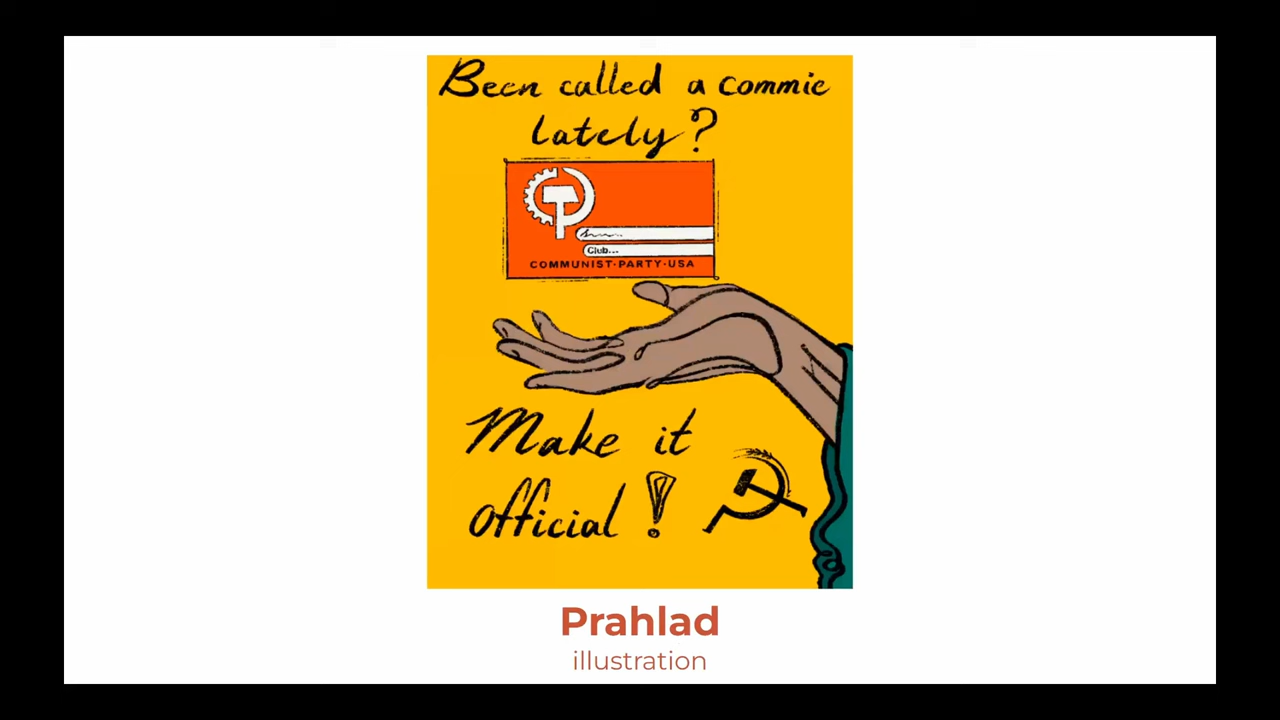 Been called a commie
lately?
Club...
COMMUNIST·PARTY·USA
Make it
official!
Prahlad
illustration